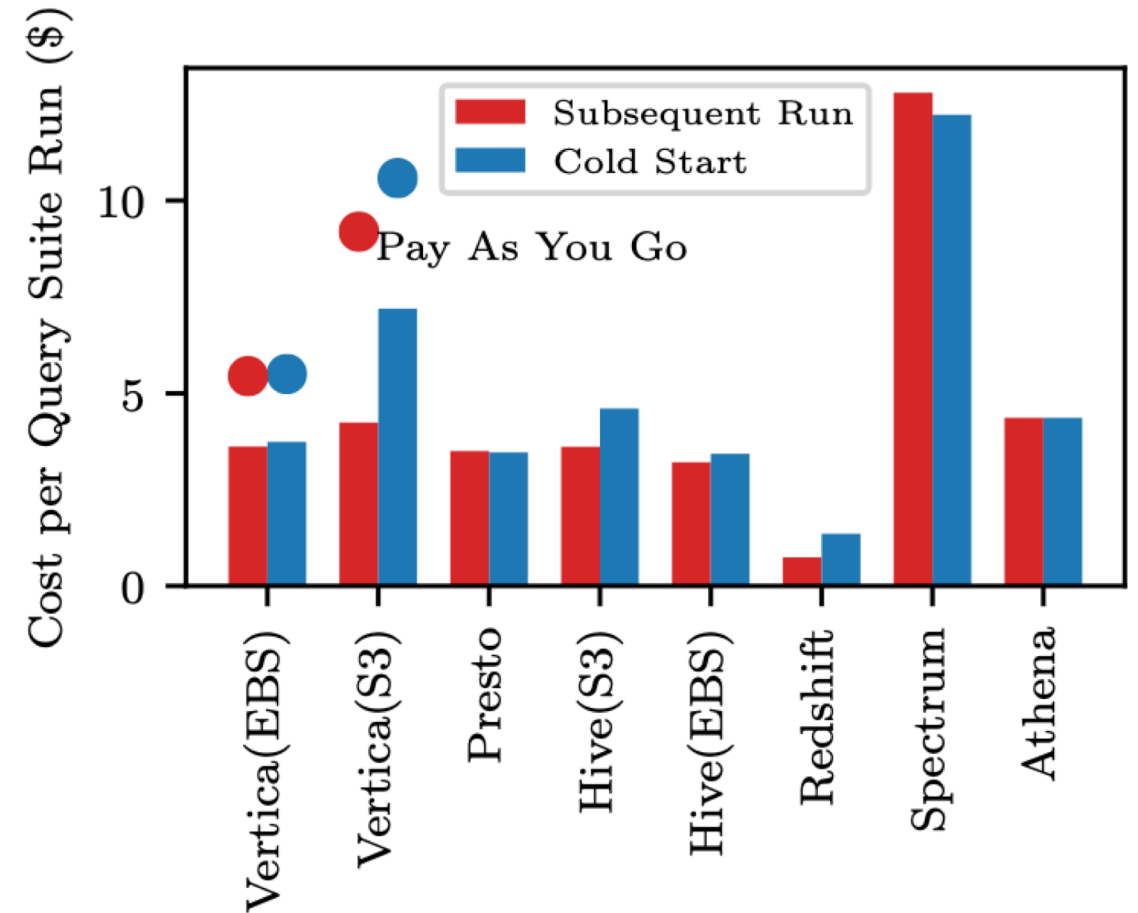 Cost per Query Suite Run ($)
10
5
0
Subsequent Run
Cold Start
Pay As You Go
Vertica(EBS)
Vertica(S3)
Presto
Hive(S3)
Hive(EBS)
Redshift
Spectrum
Athena